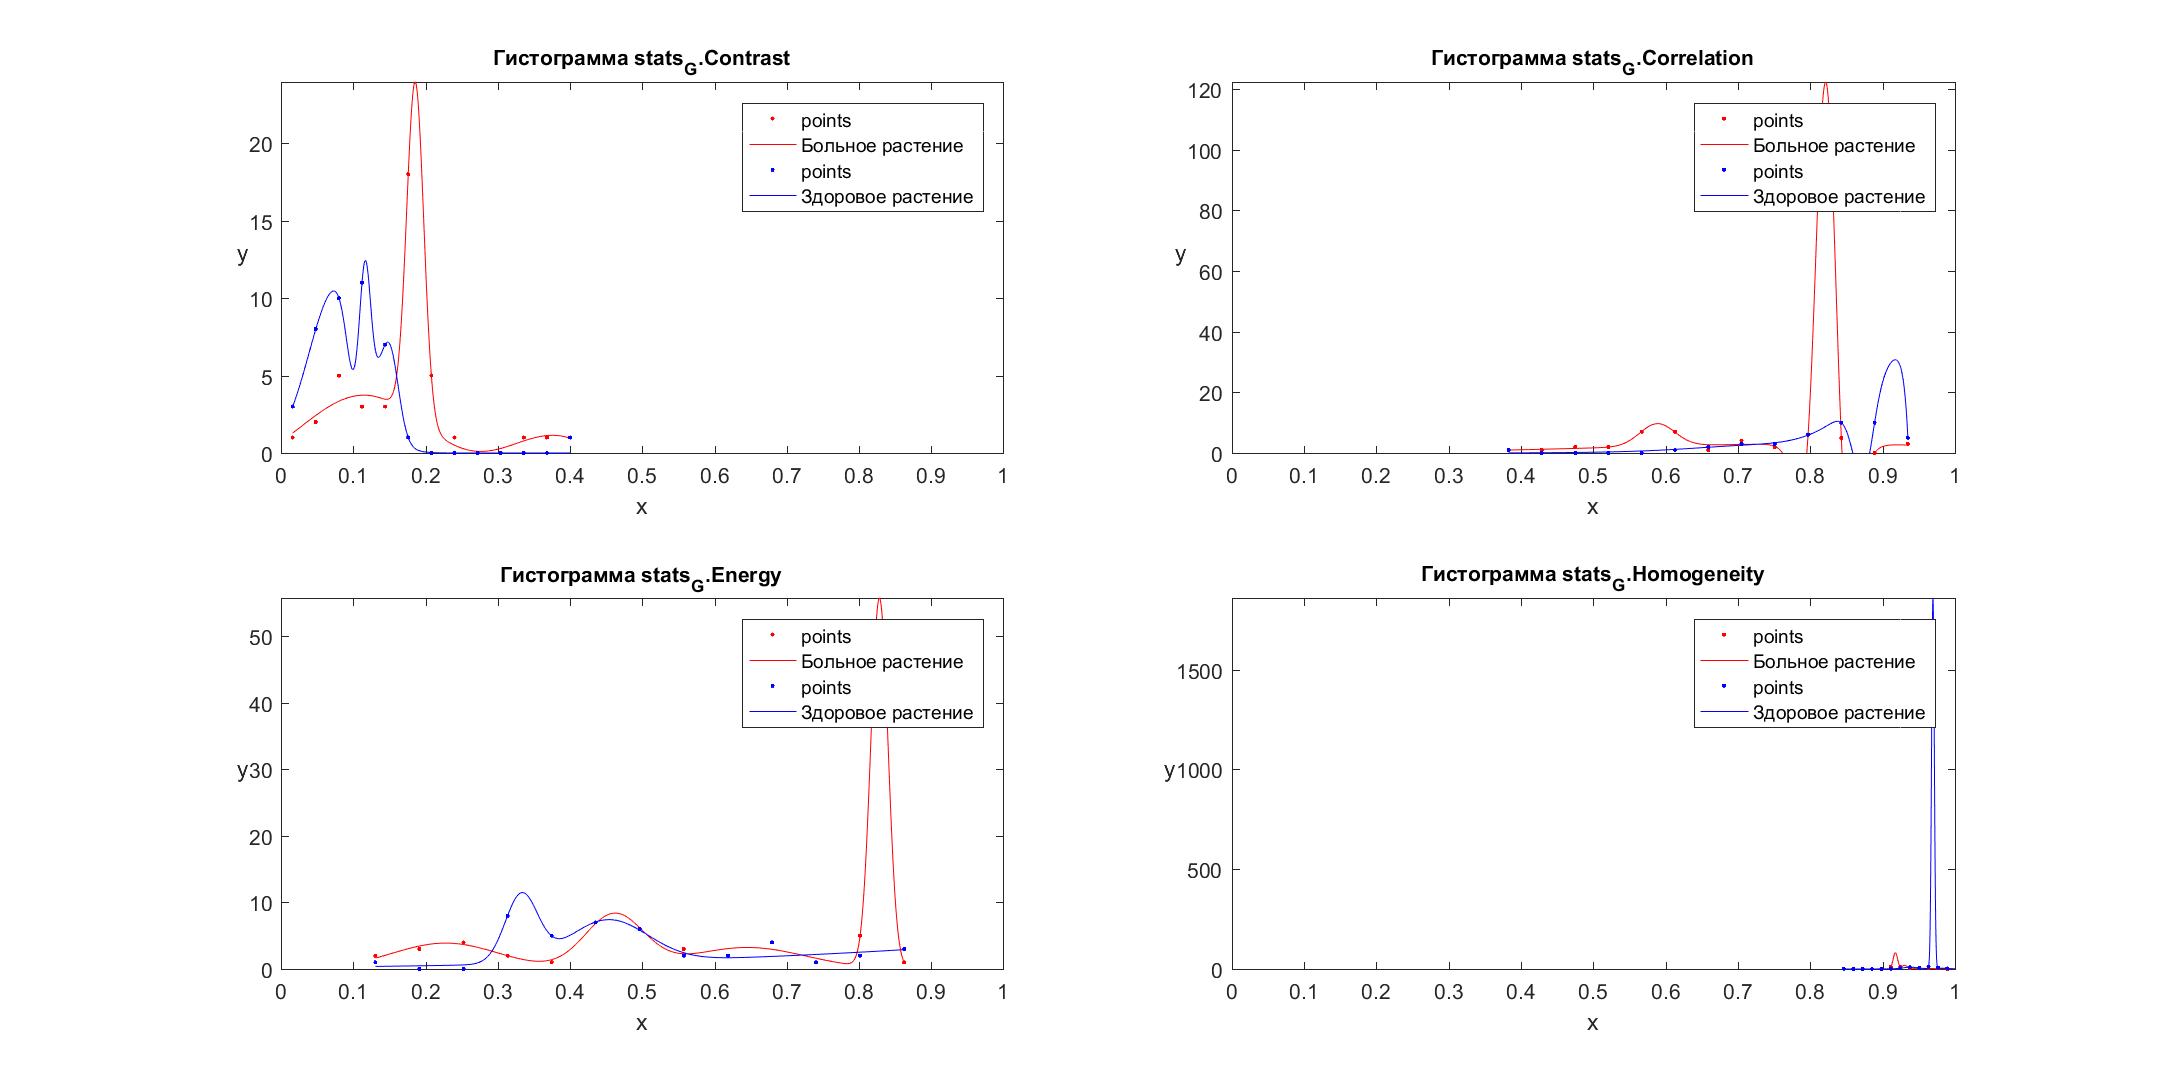 Гистограмма stats_G.Contrast
points
Больное растение
points
Здоровое растение
y
20
15
10
5
0
0 0.1 0.2 0.3 0.4 0.5 0.6 0.7 0.8 0.9 1
x
Гистограмма stats_G.Correlation
points
Больное растение
points
Здоровое растение
y
120
100
80
60
40
20
0
0 0.1 0.2 0.3 0.4 0.5 0.6 0.7 0.8 0.9 1
x
Гистограмма stats_G.Energy
points
Больное растение
points
Здоровое растение
50
40
y30
20
10
0
0 0.1 0.2 0.3 0.4 0.5 0.6 0.7 0.8 0.9 1
x
Гистограмма stats_G.Homogeneity
points
Больное растение
points
Здоровое растение
1500
y1000
500
0
0 0.1 0.2 0.3 0.4 0.5 0.6 0.7 0.8 0.9 1
x